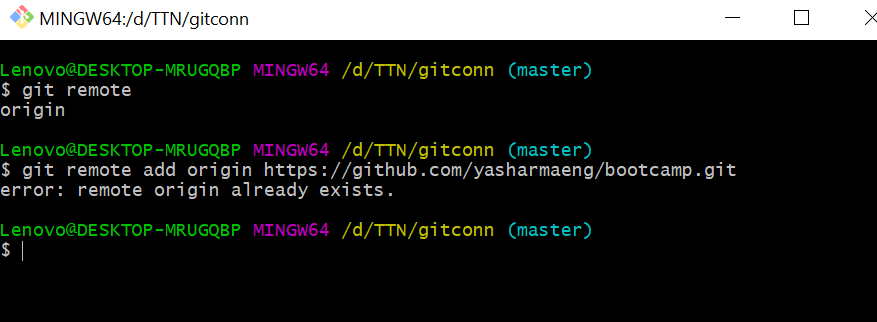 MINGW64:/d/TTN/gitconn
Lenovo@DESKTOP-MRUGQBP MINGW64 /d/TTN/gitconn (master)
$ git remote
origin
Lenovo@DESKTOP-MRUGQBP MINGW64 /d/TTN/gitconn (master)
$ git remote add origin https://github.com/yasharmaeng/bootcamp.git
error: remote origin already exists.
Lenovo@DESKTOP-MRUGQBP MINGW64 /d/TTN/gitconn (master)
$